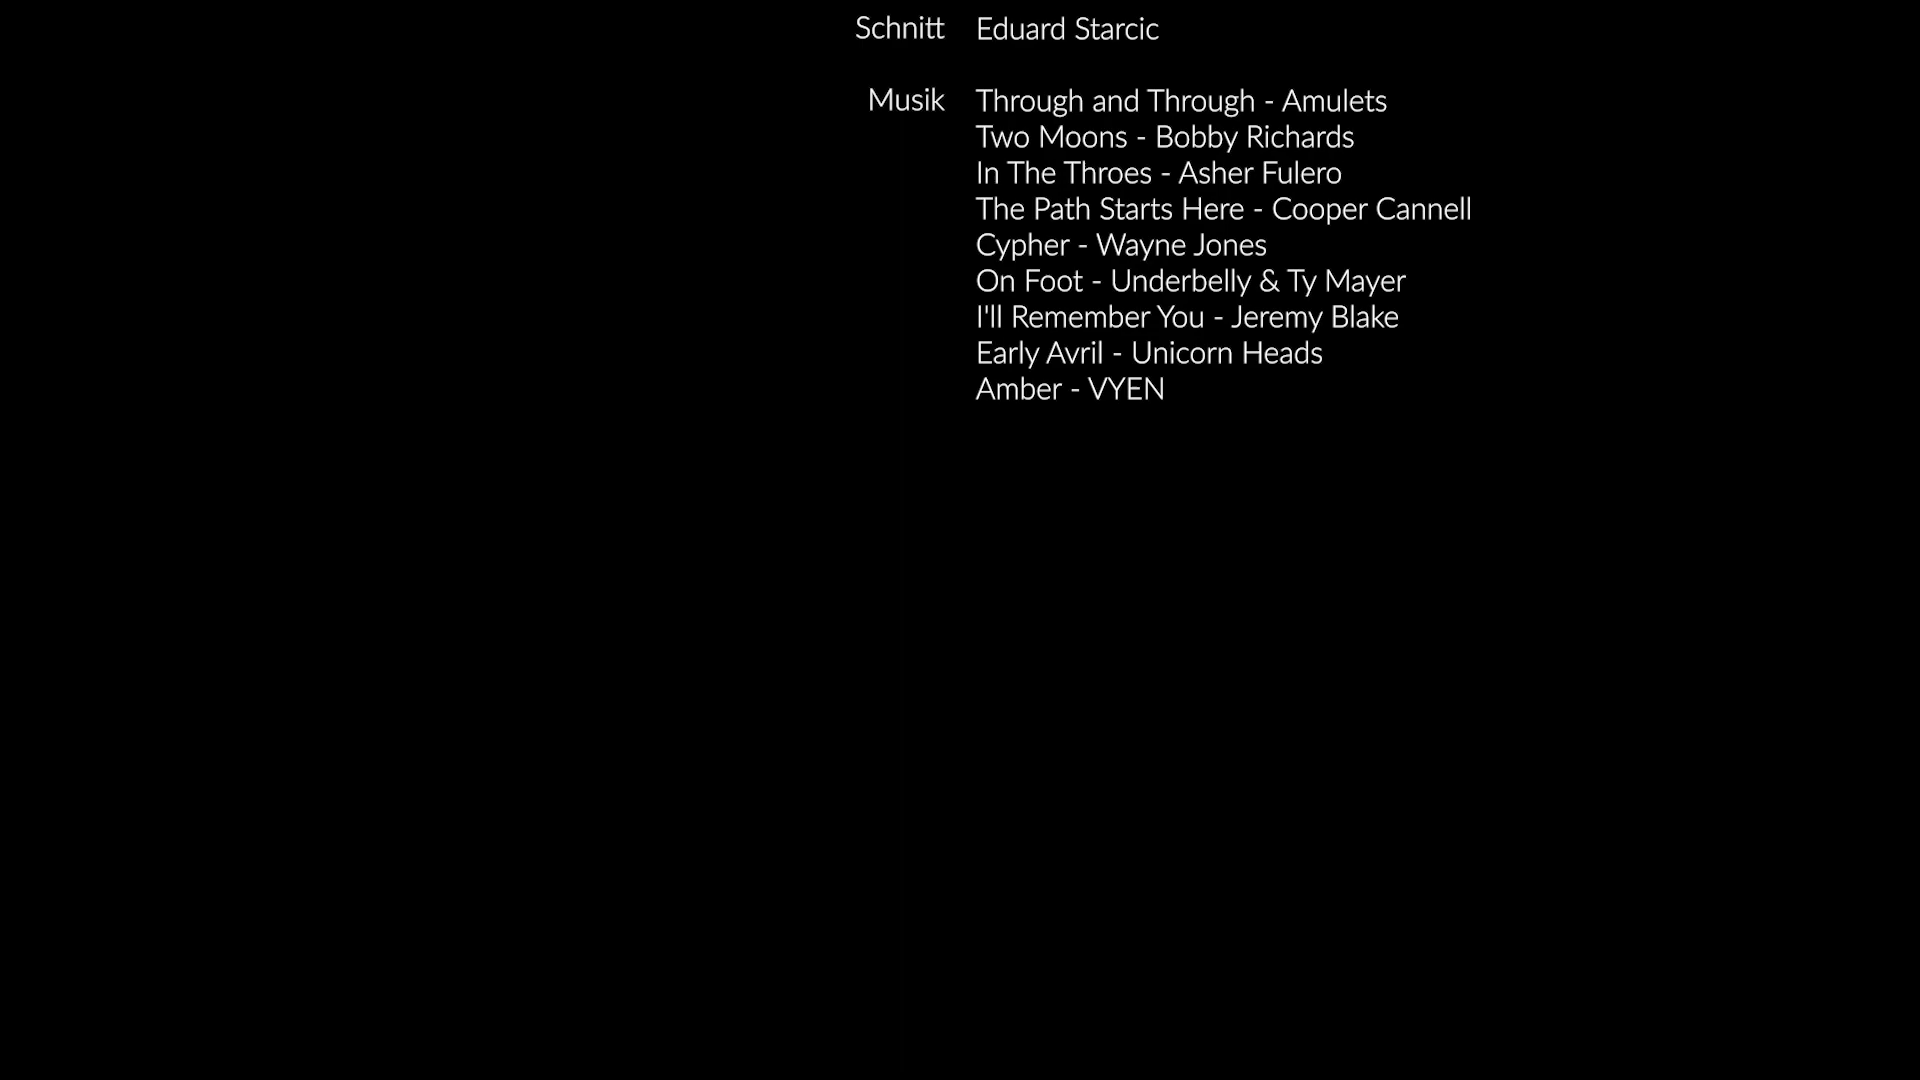 Schnitt Eduard Starcic
Musik Through and Through - Amulets
Two Moons - Bobby Richards
In The Throes - Asher Fulero
The Path Starts Here - Cooper Cannell
Cypher - Wayne Jones
On Foot - Underbelly & Ty Mayer
I'll Remember You - Jeremy Blake
Early Avril - Unicorn Heads
Amber - VYEN